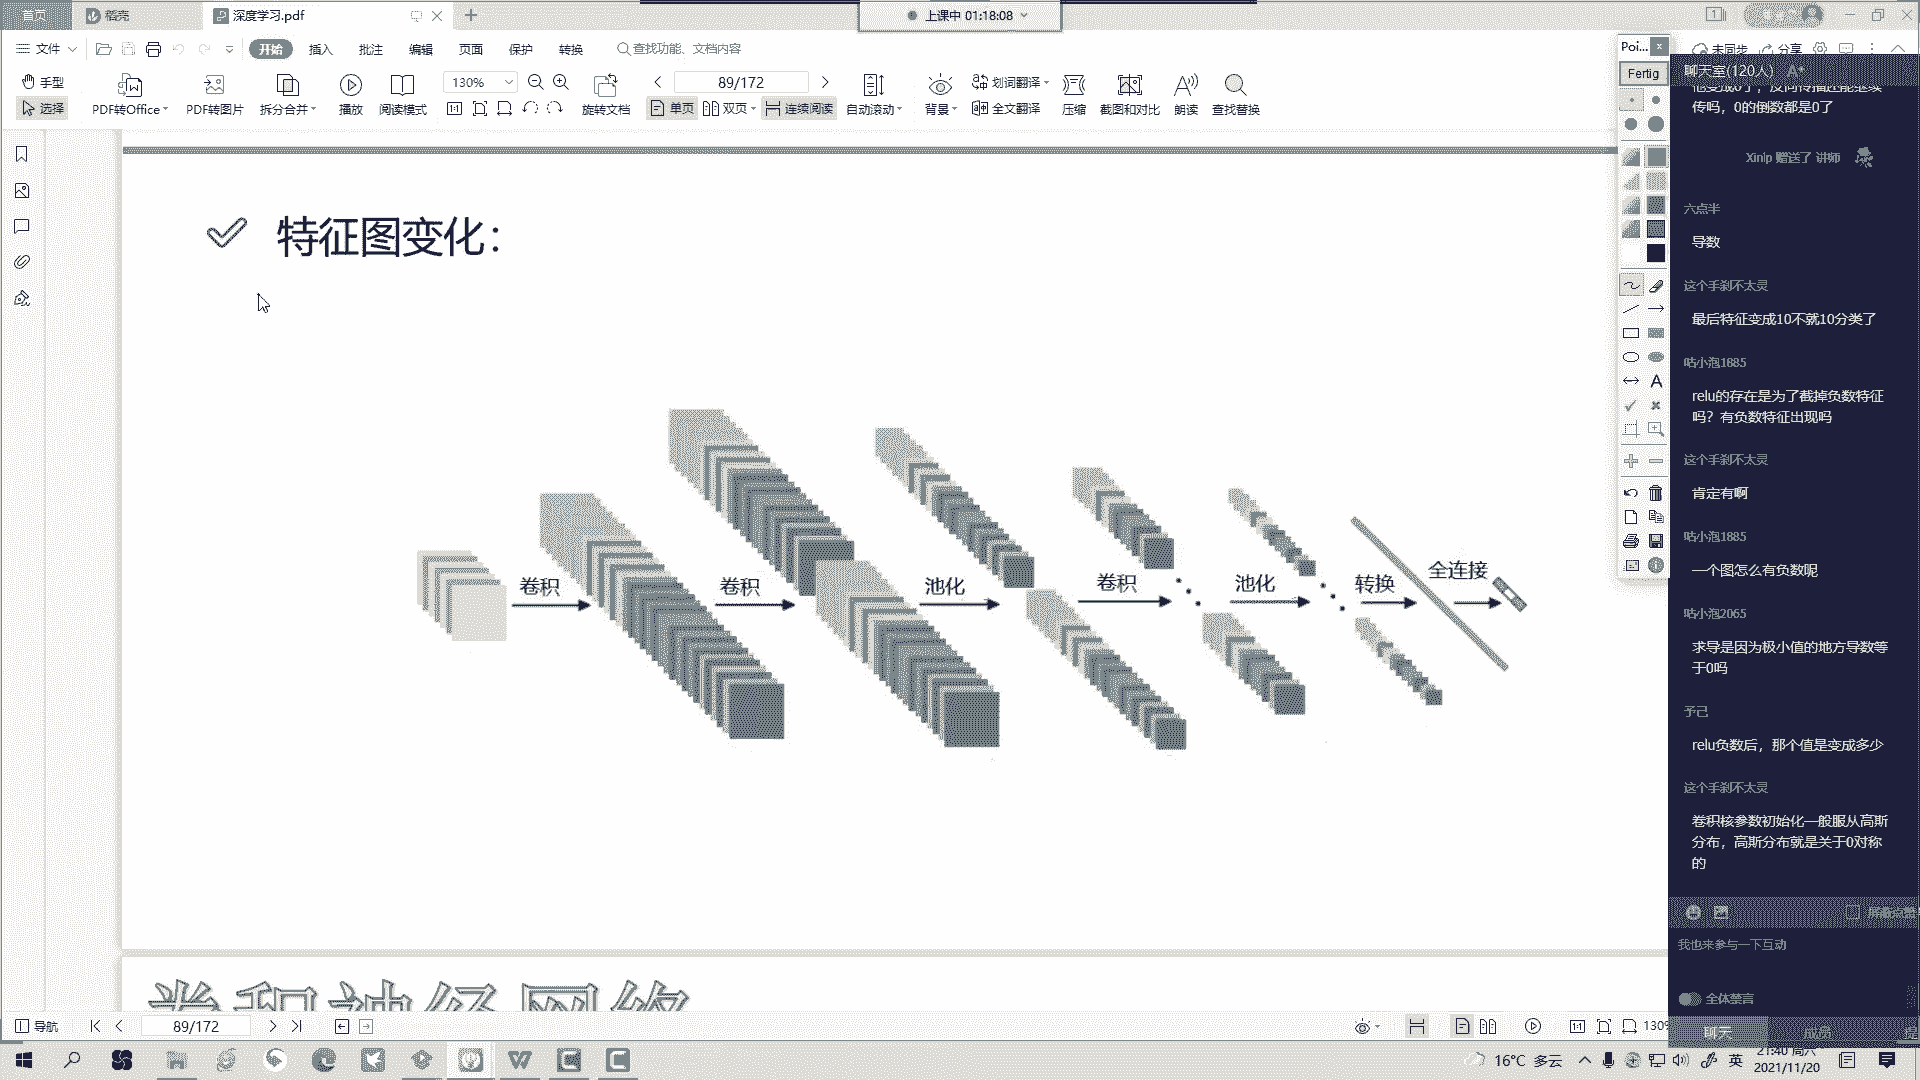 首页
稻壳
深度学习.pdf
上课中 01:18:08
文件
开始
插入
批注
编辑
页面
保护
转换
查找功能、文档内容
未同步
分享
手型
选择
PDF转Office
PDF转图片
拆分合并
播放
阅读模式
130%
旋转文档
89/172
单页
双页
连续阅读
自动滚动
背景
划词翻译
全文翻译
压缩
截图和对比
朗读
查找替换
Poi...
Fertig
特征图变化：
卷积
卷积
池化
卷积
池化
转换
全连接
卷积神经网络
聊天室(120人)
传吗，0的倒数都是0了
Xinlp 赠送了 讲师
六点半
导数
这个手刹不太灵
最后特征变成10不就10分类了
咕小泡1885
relu的存在是为了截掉负数特征
吗？有负数特征出现吗
这个手刹不太灵
肯定有啊
咕小泡1885
一个图怎么有负数呢
咕小泡2065
求导是因为极小值的地方导数等
于0吗
予己
relu负数后，那个值是变成多少
这个手刹不太灵
卷积核参数初始化一般服从高斯
分布，高斯分布就是关于0对称
的
我也来参与一下互动
全体禁言
聊天
成员
导航
89/172
16°C 多云
英
21:40 周六
2021/11/20